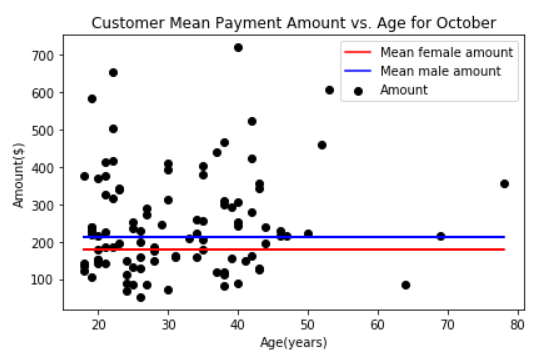 Customer Mean Payment Amount vs. Age for October
Mean female amount
Mean male amount
Amount
700
600
500
400
300
200
100
Amount($)
20 30 40 50 60 70 80
Age(years)